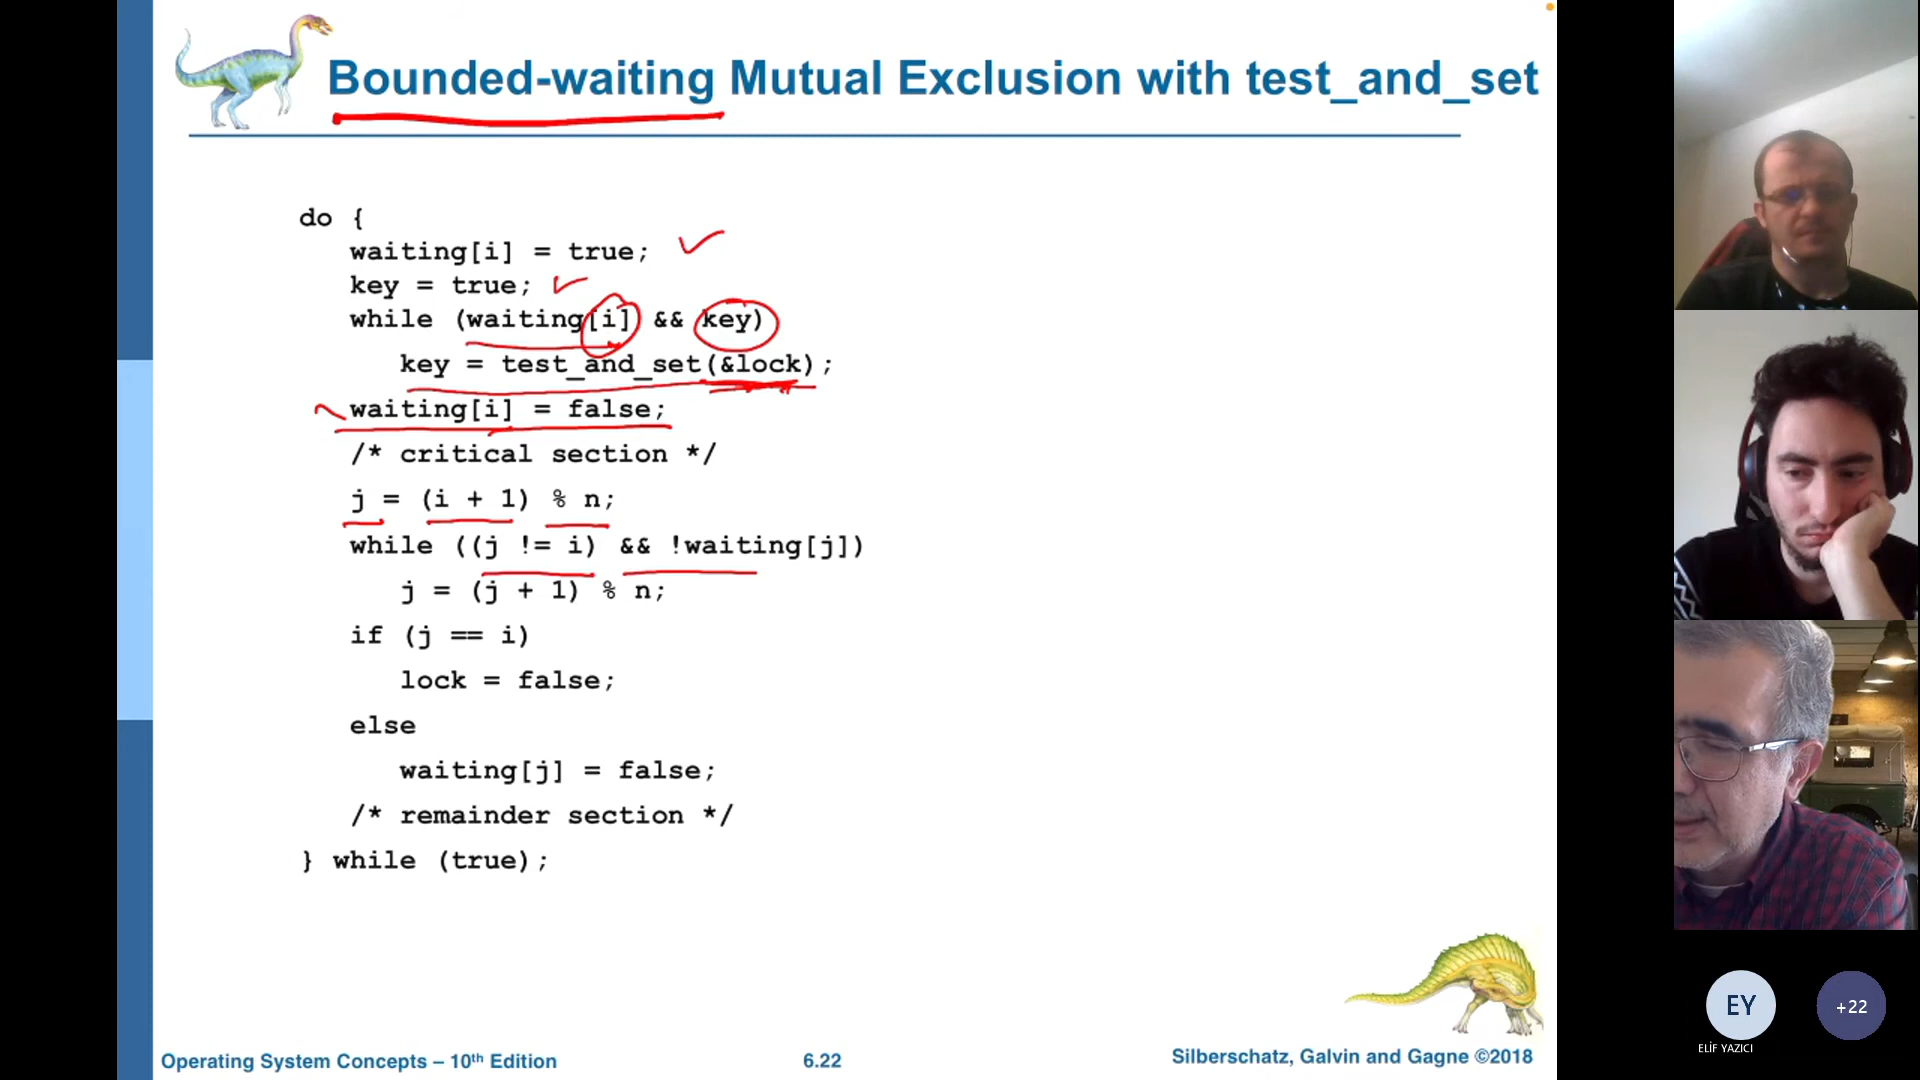 Bounded-waiting Mutual Exclusion with test_and_set
do {
waiting[i] = true;
key = true;
while (waiting[i] && key)
key = test_and_set(&lock);
waiting[i] = false;
/* critical section */
j = (i + 1) % n;
while ((j != i) && !waiting[j])
j = (j + 1) % n;
if (j == i)
lock = false;
else
waiting[j] = false;
/* remainder section */
} while (true);
Operating System Concepts – 10th Edition
6.22
Silberschatz, Galvin and Gagne ©2018
EY
+22
ELİF YAZICI